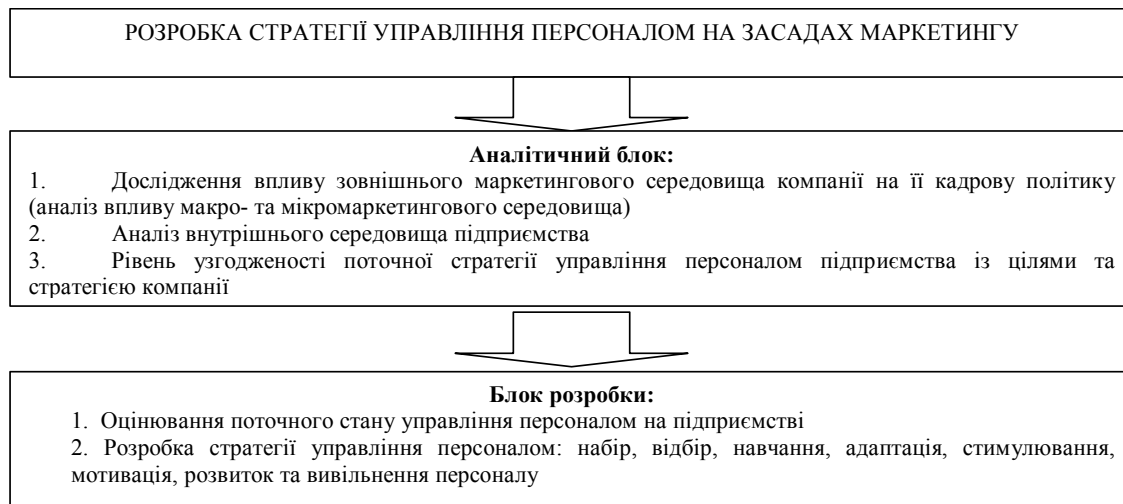 РОЗРОБКА СТРАТЕГІЇ УПРАВЛІННЯ ПЕРСОНАЛОМ НА ЗАСАДАХ МАРКЕТИНГУ
Аналітичний блок:
1. Дослідження впливу зовнішнього маркетингового середовища компанії на її кадрову політику
(аналіз впливу макро- та мікромаркетингового середовища)
2. Аналіз внутрішнього середовища підприємства
3. Рівень узгодженості поточної стратегії управління персоналом підприємства із цілями та
стратегією компанії
Блок розробки:
1. Оцінювання поточного стану управління персоналом на підприємстві
2. Розробка стратегії управління персоналом: набір, відбір, навчання, адаптація, стимулювання,
мотивація, розвиток та вивільнення персоналу